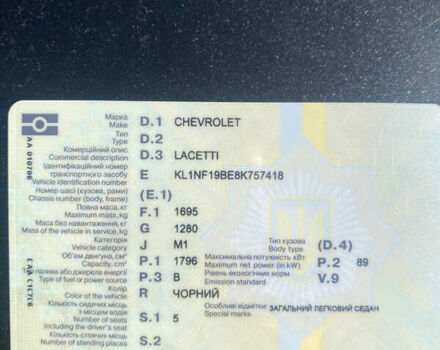 Марка
Make D.1 CHEVROLET
Тип
Type D.2
Комерційний опис
Commercial description D.3 LACETTI
Ідентифікаційний номер
транспортного засобу E KL1NF19BE8K757418
Vehicle identification number
Номер шасі (кузова, рами) (E.1)
Chassis number (body, frame)
Повна маса, кг
Maximum mass, kg F.1 1695
Маса без навантаження, кг
Mass of the vehicle in service, kg G 1280
Категорія
Vehicle category J M1 Тип кузова
Body type (D.4)
Об'єм двигуна, см³
Capacity, cm³ P.1 1796 Максимальна потужність кВт
Maximum net power (in kW) P.2 89
Тип палива або джерела енергії
Type of fuel or power source P.3 B Рівень екологічних норм
Emission standard V.9
Колір
Color of the vehicle R ЧОРНИЙ
Кількість сидячих місць
з місцем водія
Number of seats S.1 5 Особливі відмітки ЗАГАЛЬНИЙ ЛЕГКОВИЙ СЕДАН
Special marks
including the driver's seat
Кількість стоячих місць
Number of standing places S.2